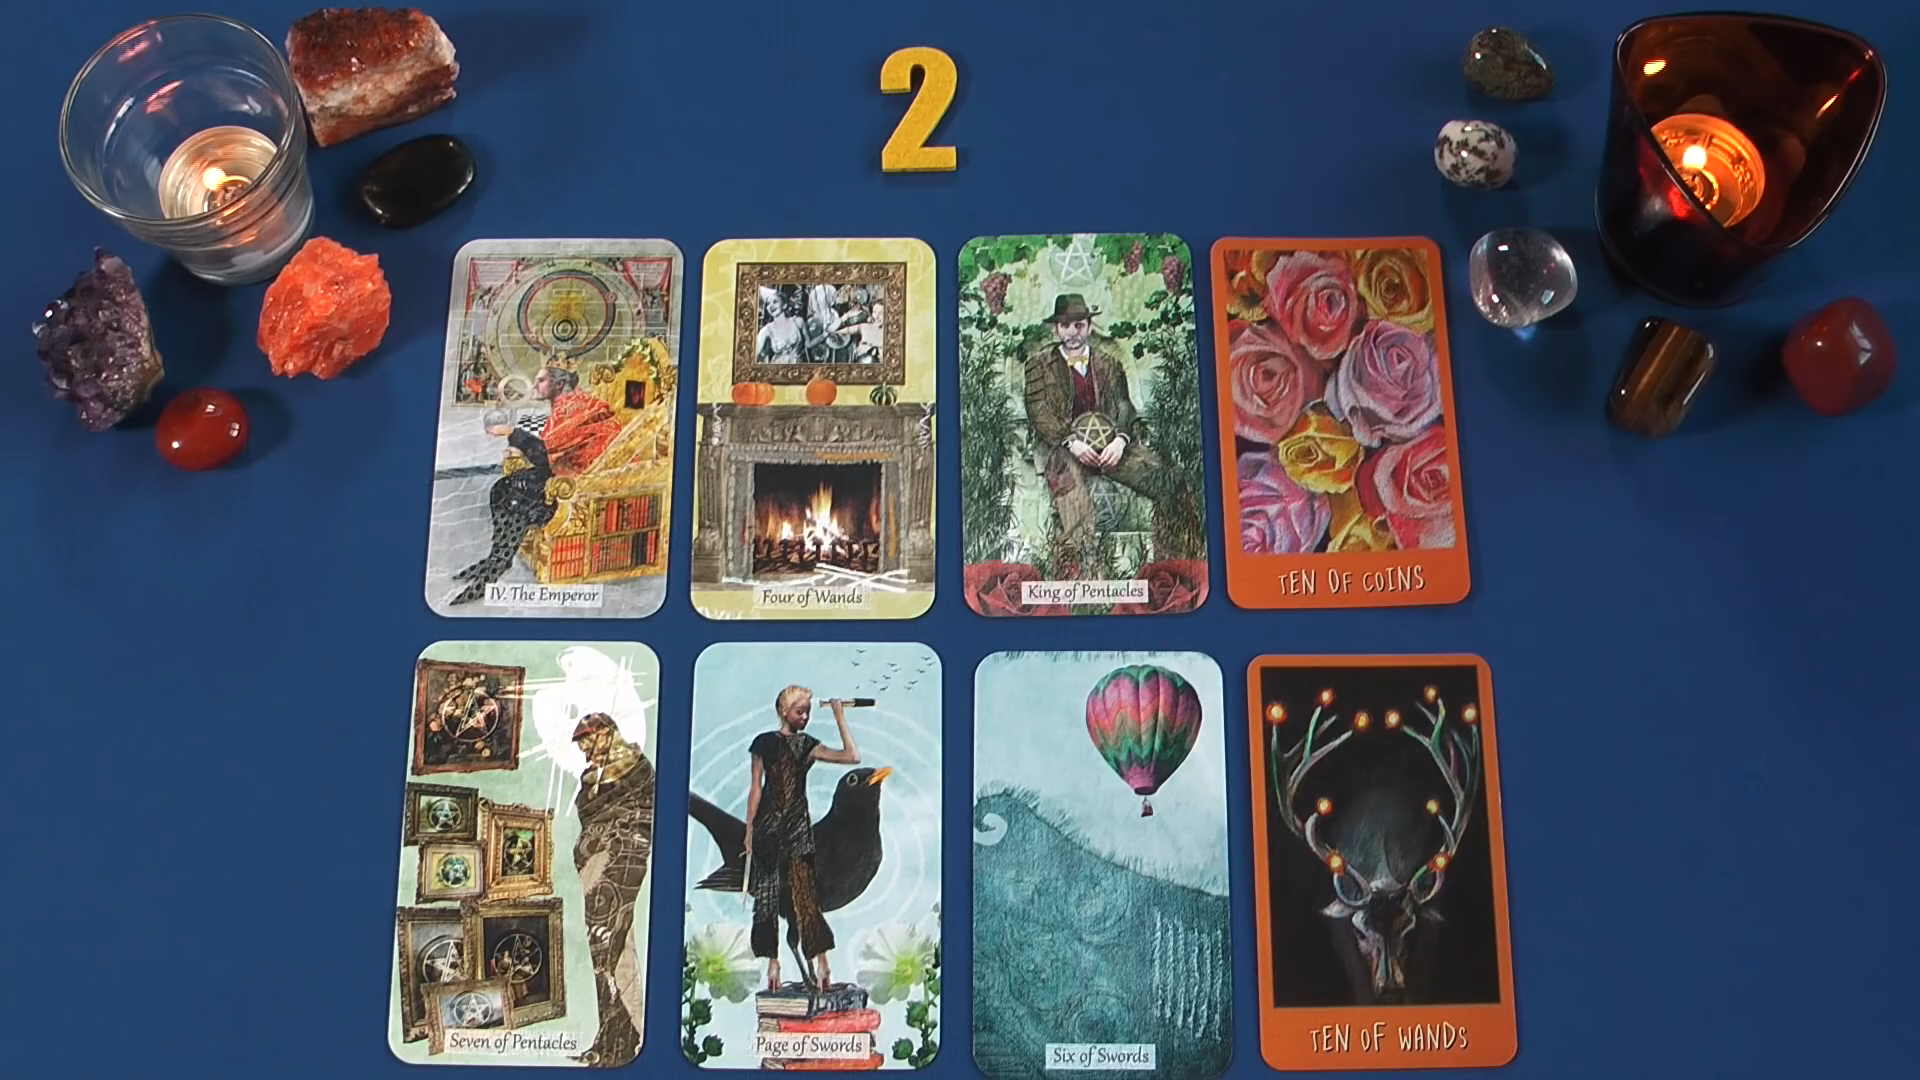 2
IV. The Emperor
Four of Wands
King of Pentacles
TEN OF COINS
Seven of Pentacles
Page of Swords
Six of Swords
TEN OF WANDS